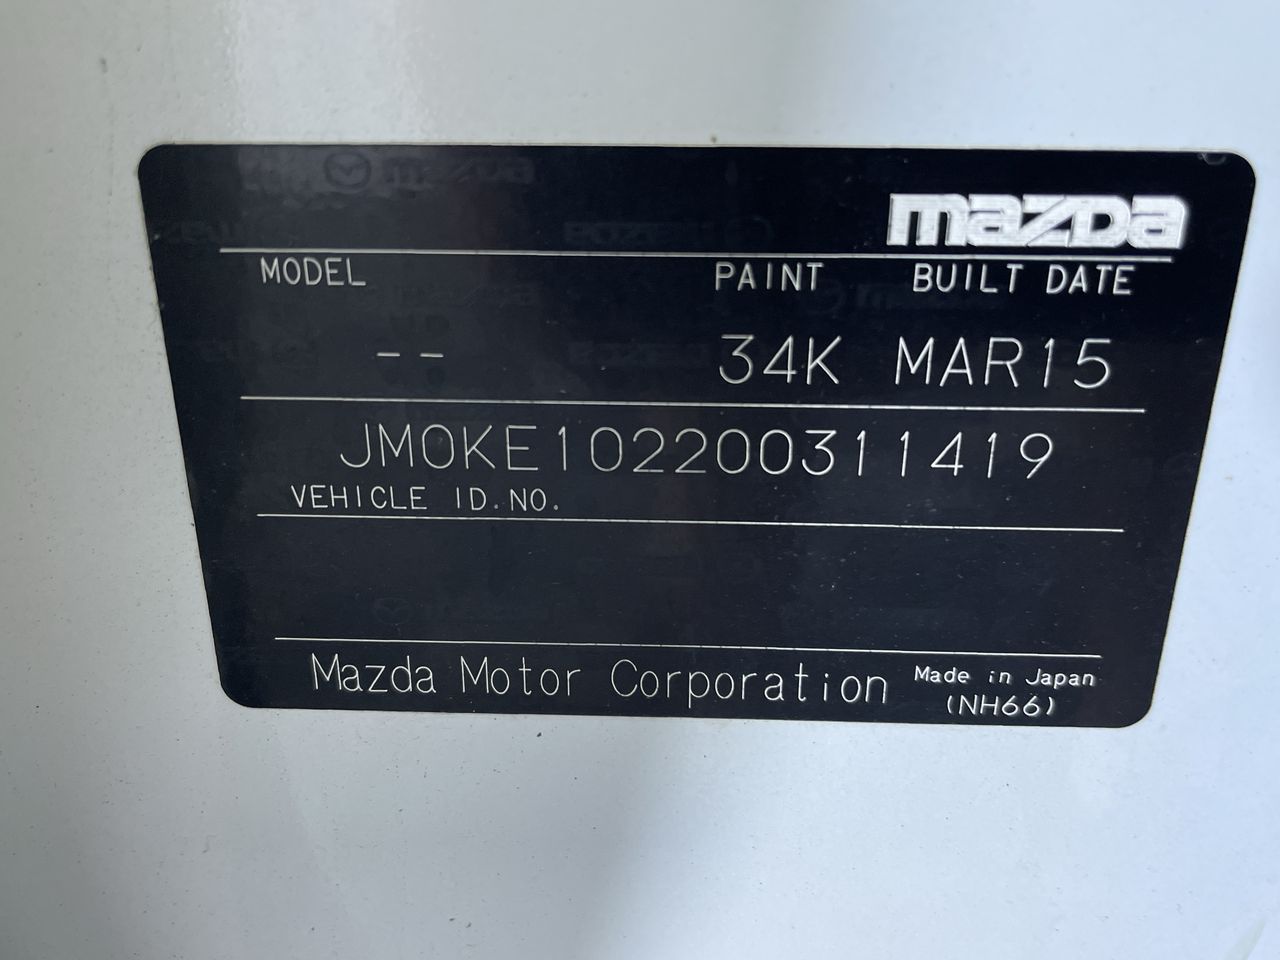 mazda
MODEL PAINT BUILT DATE
-- 34K MAR15
JM0KE102200311419
VEHICLE ID.NO.
Mazda Motor Corporation Made in Japan
(NH66)